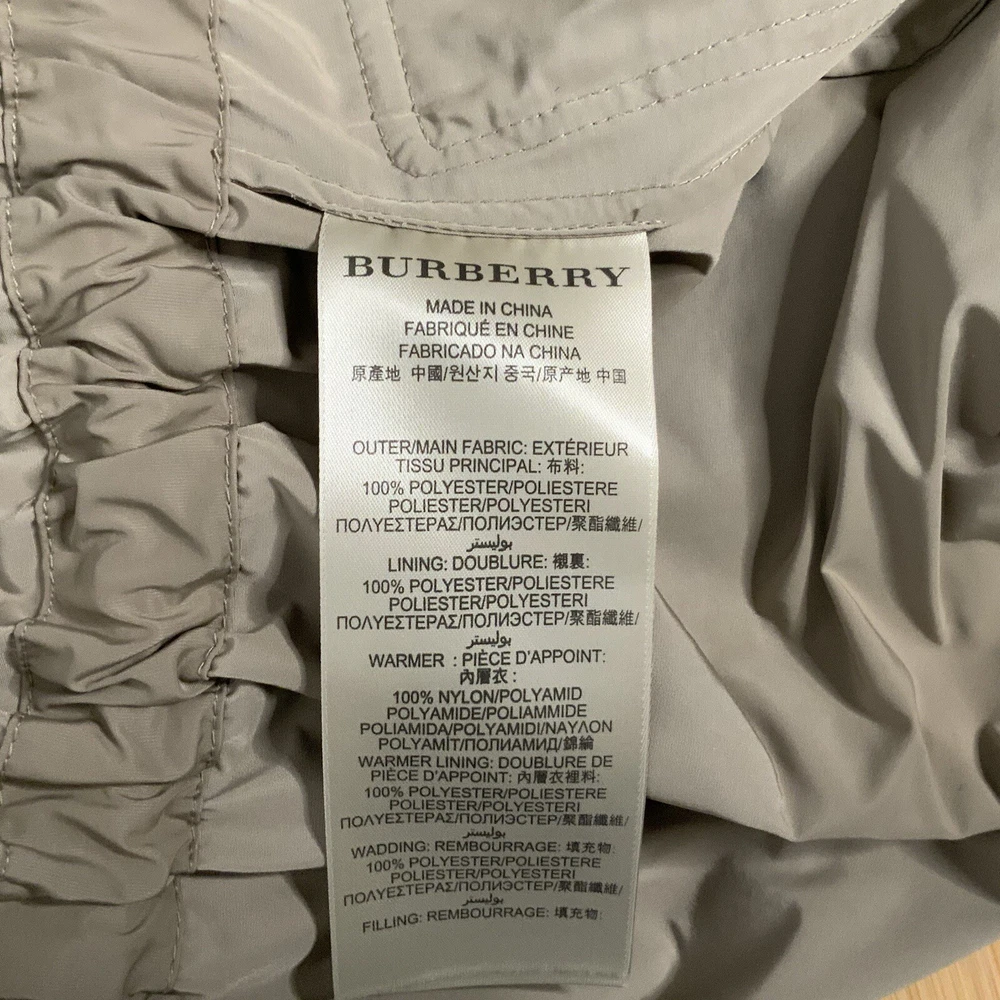 BURBERRY
MADE IN CHINA
FABRIQUÉ EN CHINE
FABRICADO NA CHINA
原產地 中國/원산지 중국/原产地 中国
OUTER/MAIN FABRIC: EXTÉRIEUR
TISSU PRINCIPAL: 布料:
100% POLYESTER/POLIESTERE
POLIESTER/POLYESTERI
ΠΟΛΥΕΣΤΕΡΑΣ/ПОЛИЭСТЕР/聚酯纖維/
بوليستر
LINING: DOUBLURE: 襯裏:
100% POLYESTER/POLIESTERE
POLIESTER/POLYESTERI
ΠΟΛΥΕΣΤΕΡΑΣ/ПОЛИЭСТЕР/聚酯纖維/
بوليستر
WARMER : PIÈCE D'APPOINT:
內層衣 :
100% NYLON/POLYAMID
POLYAMIDE/POLIAMMIDE
POLIAMIDA/POLYAMIDI/ΝΑΥΛΟΝ
POLYAMİT/ПОЛИАМИД/錦綸
WARMER LINING: DOUBLURE DE
PIÈCE D'APPOINT: 內層衣裡料:
100% POLYESTER/POLIESTERE
POLIESTER/POLYESTERI
ΠΟΛΥΕΣΤΕΡΑΣ/ПОЛИЭСТЕР/聚酯纖維/
بوليستر
WADDING: REMBOURRAGE: 填充物:
100% POLYESTER/POLIESTERE
POLIESTER/POLYESTERI
ΠΟΛΥΕΣΤΕΡΑΣ/ПОЛИЭСТЕР/聚酯纖維/
بوليستر
FILLING: REMBOURRAGE: 填充物: